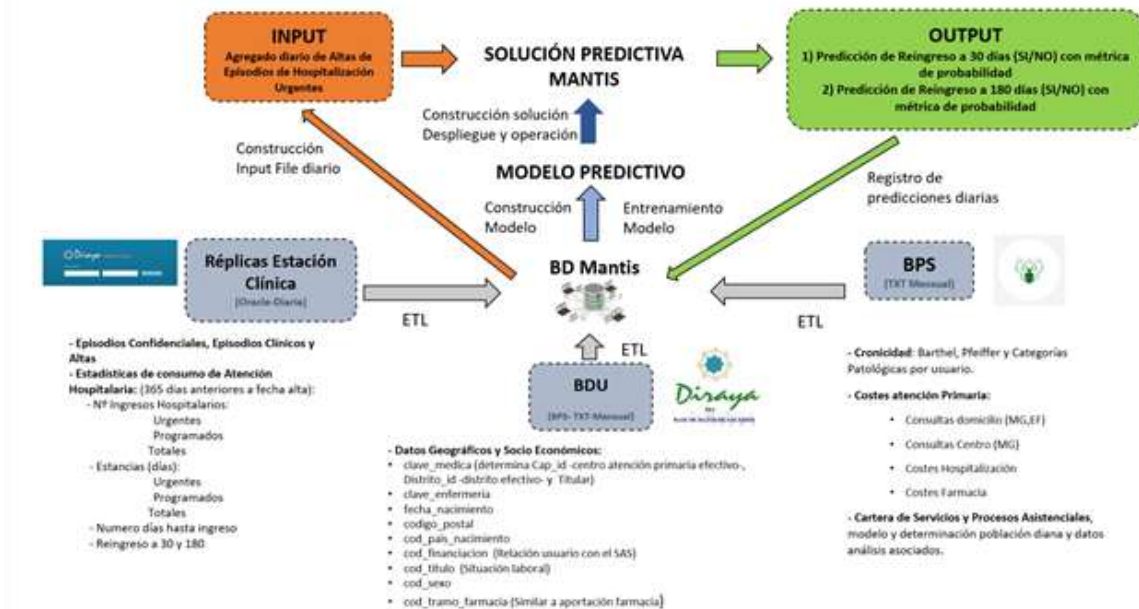 INPUT
Agregado diario de Altas de
Episodios de Hospitalización
Urgentes
SOLUCIÓN PREDICTIVA
MANTIS
OUTPUT
1) Predicción de Reingreso a 30 días (SI/NO) con métrica
de probabilidad
2) Predicción de Reingreso a 180 días (SI/NO) con
métrica de probabilidad
Construcción solución
Despliegue y operación
Construcción
Input File diario
MODELO PREDICTIVO
Construcción
Modelo
Entrenamiento
Modelo
Registro de
predicciones diarias
Diraya
Réplicas Estación
Clínica
(Oracle-Diaria)
ETL
BD Mantis
BPS
(TXT Mensual)
ETL
ETL
BDU
(BPS- TXT-Mensual)
Diraya
- Episodios Confidenciales, Episodios Clínicos y
Altas
- Estadísticas de consumo de Atención
Hospitalaria: (365 días anteriores a fecha alta):
- Nº Ingresos Hospitalarios:
Urgentes
Programados
Totales
- Estancias (días):
Urgentes
Programados
Totales
- Numero días hasta ingreso
- Reingreso a 30 y 180
- Datos Geográficos y Socio Económicos:
• clave_medica (determina Cap_id -centro atención primaria efectivo-,
Distrito_id -distrito efectivo- y Titular)
• clave_enfermeria
• fecha_nacimiento
• codigo_postal
• cod_pais_nacimiento
• cod_financiacion (Relación usuario con el SAS)
• cod_titulo (Situación laboral)
• cod_sexo
• cod_tramo_farmacia (Similar a aportación farmacia)
- Cronicidad: Barthel, Pfeiffer y Categorías
Patológicas por usuario.
- Costes atención Primaria:
• Consultas domicilio (MG,EF)
• Consultas Centro (MG)
• Costes Hospitalización
• Costes Farmacia
- Cartera de Servicios y Procesos Asistenciales,
modelo y determinación población diana y datos
análisis asociados.